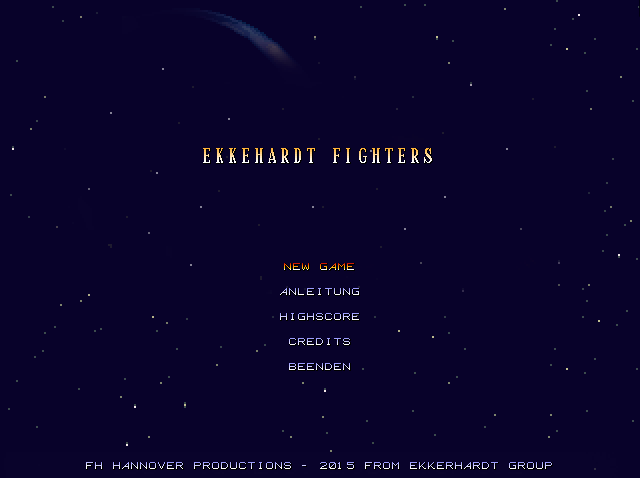 EKKEHARDT FIGHTERS
NEW GAME
ANLEITUNG
HIGHSCORE
CREDITS
BEENDEN
FH HANNOVER PRODUCTIONS - 2015 FROM EKKERHARDT GROUP